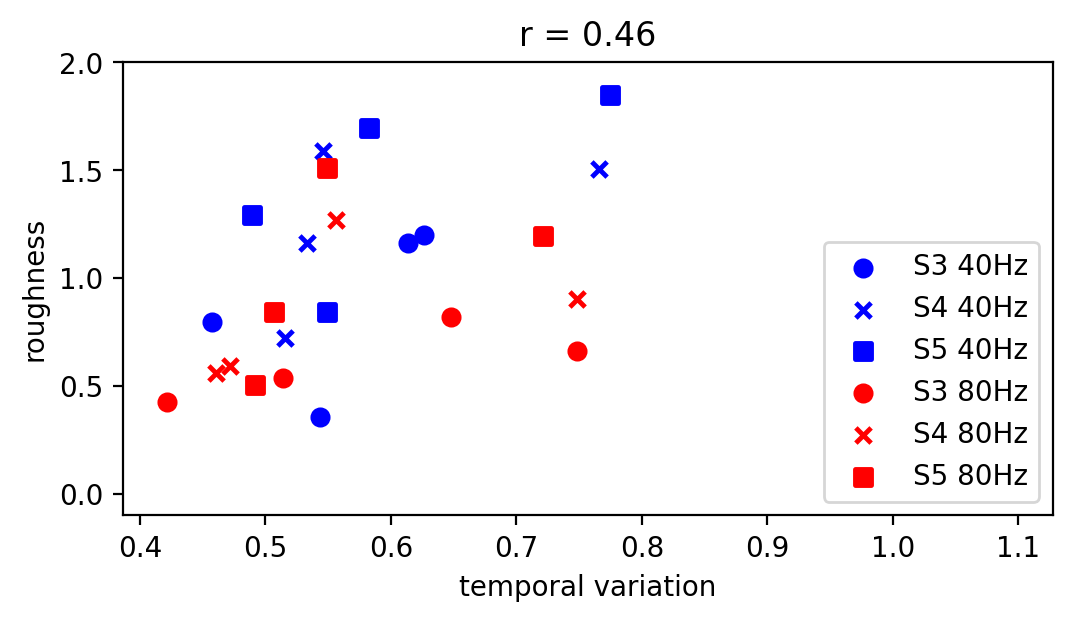 r = 0.46
2.0
1.5
1.0
0.5
0.0
roughness
0.4 0.5 0.6 0.7 0.8 0.9 1.0 1.1
temporal variation
S3 40Hz
S4 40Hz
S5 40Hz
S3 80Hz
S4 80Hz
S5 80Hz